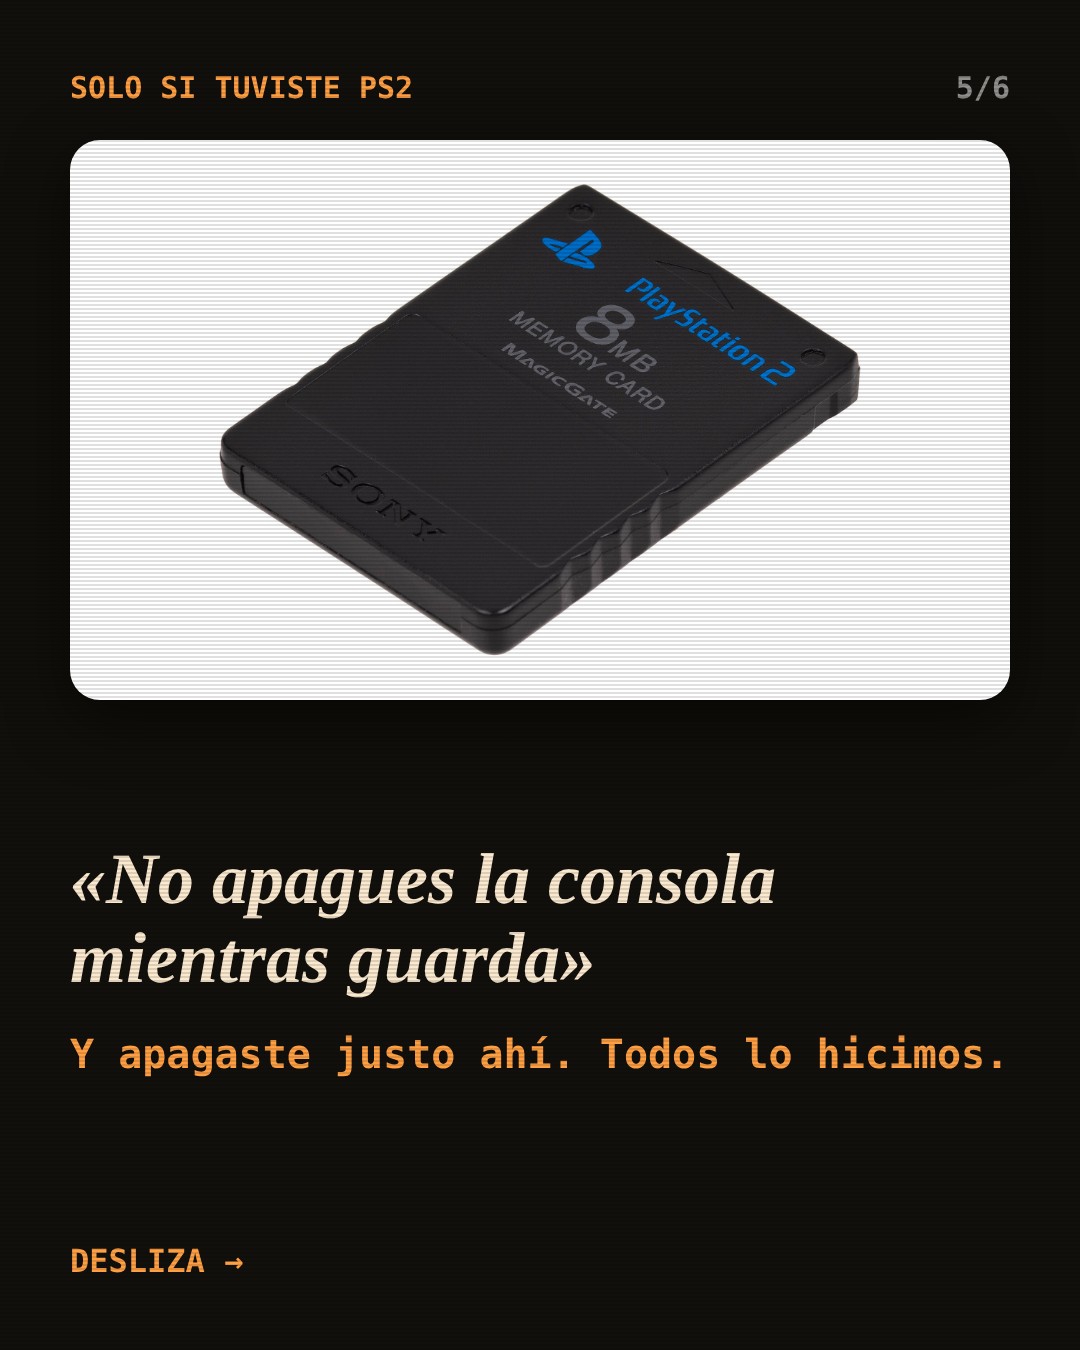 SOLO SI TUVISTE PS2
5/6
PlayStation 2
8MB
MEMORY CARD
MAGICGATE
SONY
«No apagues la consola
mientras guarda»
Y apagaste justo ahí. Todos lo hicimos.
DESLIZA →